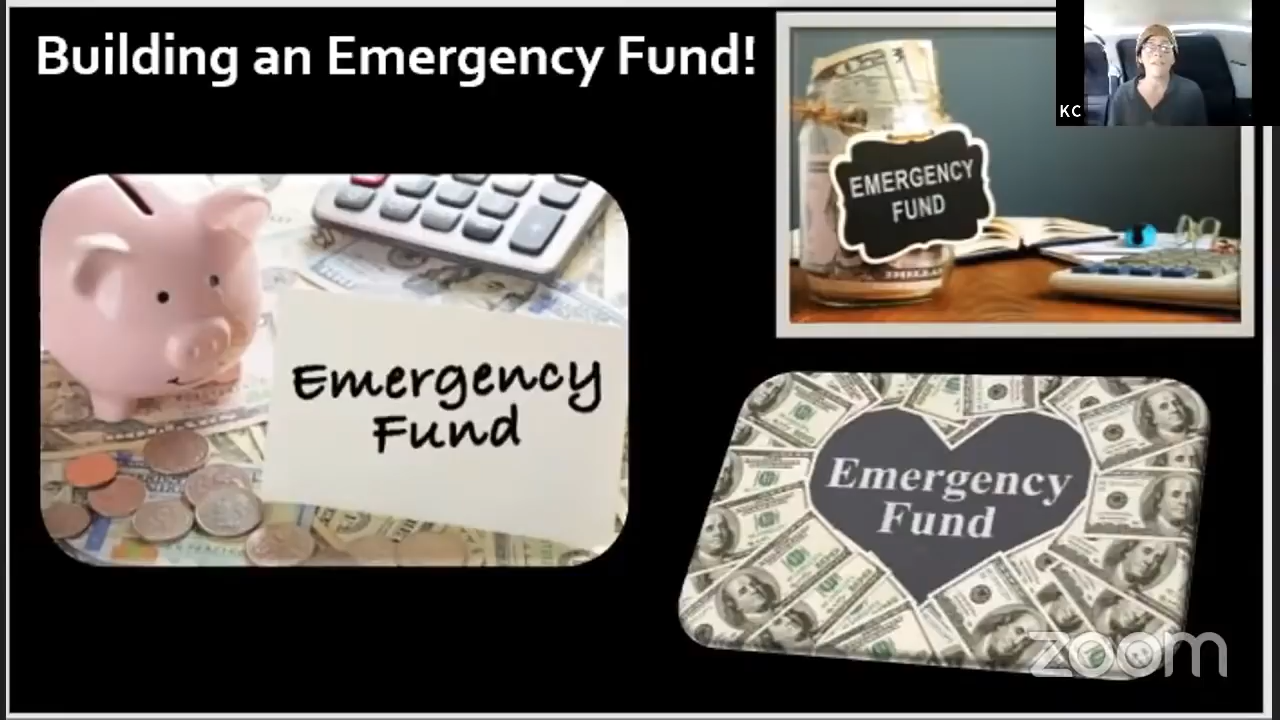 Building an Emergency Fund!
EMERGENCY
FUND
KC
Emergency
Fund
Emergency
Fund
zoom